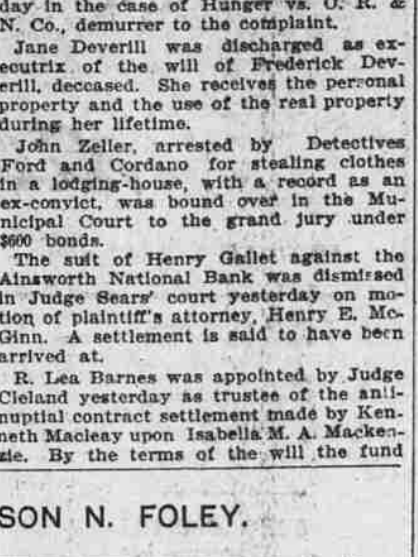 day in the case of Hunger vs. O. R. &
N. Co., demurrer to the complaint.
Jane Deverill was discharged as ex-
ecutrix of the will of Frederick Dev-
erill, deceased. She receives the personal
property and the use of the real property
during her lifetime.
John Zeller, arrested by Detectives
Ford and Cordano for stealing clothes
in a lodging-house, with a record as an
ex-convict, was bound over in the Mu-
nicipal Court to the grand jury under
$600 bonds.
The suit of Henry Gallet against the
Ainsworth National Bank was dismissed
in Judge Sears' court yesterday on mo-
tion of plaintiff's attorney, Henry E. Mc-
Ginn. A settlement is said to have been
arrived at.
R. Lea Barnes was appointed by Judge
Cleland yesterday as trustee of the anti-
nuptial contract settlement made by Ken-
neth Macleay upon Isabella M. A. Macken-
zie. By the terms of the will the fund
SON N. FOLEY.